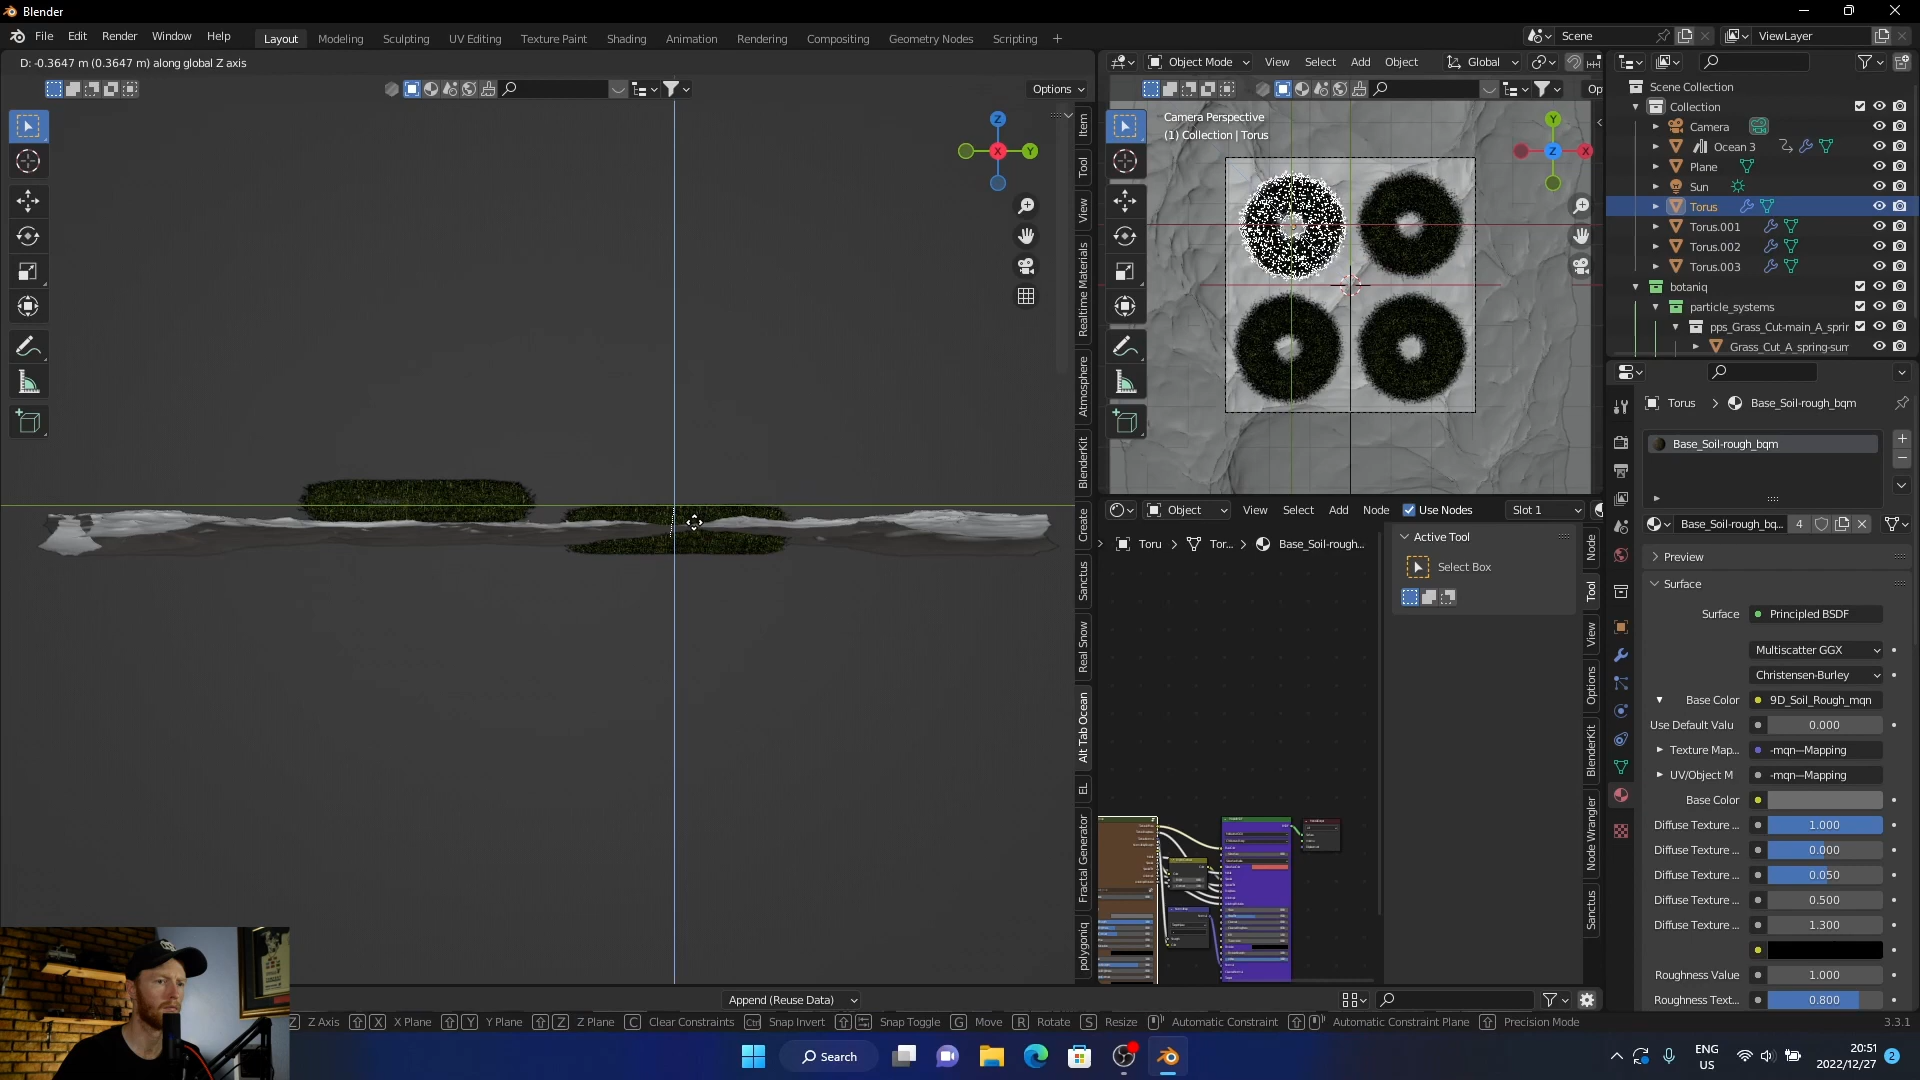 Blender
File Edit Render Window Help
Layout Modeling Sculpting UV Editing Texture Paint Shading Animation Rendering Compositing Geometry Nodes Scripting +
Scene
ViewLayer
D: -0.3647 m (0.3647 m) along global Z axis
Options
Z
X
Y
Item
Tool
View
Realtime Materials
Atmosphere
BlenderKit
Create
Sanctus
Real Snow
Alt Tab Ocean
EL
Fractal Generator
polygoniq
Object Mode View Select Add Object Global
Op
Camera Perspective
(1) Collection | Torus
Y
Z
X
Object View Select Add Node Use Nodes Slot 1
Toru > Tor... > Base_Soil-rough...
Active Tool
Select Box
Node
Tool
View
Options
BlenderKit
Node Wrangler
Sanctus
Scene Collection
Collection
Camera
Ocean 3
Plane
Sun
Torus
Torus.001
Torus.002
Torus.003
botaniq
particle_systems
pps_Grass_Cut-main_A_sprir
Grass_Cut_A_spring-sum
Torus > Base_Soil-rough_bqm
Base_Soil-rough_bqm
Base_Soil-rough_bq... 4
Preview
Surface
Surface Principled BSDF
Multiscatter GGX
Christensen-Burley
Base Color 9D_Soil_Rough_mqn
Use Default Valu 0.000
Texture Map... -mqn—Mapping
UV/Object M -mqn—Mapping
Base Color
Diffuse Texture ... 1.000
Diffuse Texture ... 0.000
Diffuse Texture ... 0.050
Diffuse Texture ... 0.500
Diffuse Texture ... 1.300
Roughness Value 1.000
Roughness Text... 0.800
Append (Reuse Data)
Z Z Axis X X Plane Y Y Plane Z Z Plane C Clear Constraints Ctrl Snap Invert Snap Toggle G Move R Rotate S Resize Automatic Constraint Automatic Constraint Plane Precision Mode
3.3.1
Search
ENG
US
20:51
2022/12/27
2